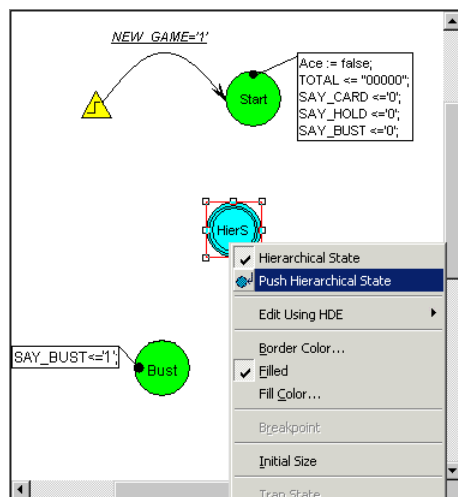 NEW_GAME='1'
Ace := false;
TOTAL <= "00000";
SAY_CARD <='0';
SAY_HOLD <='0';
SAY_BUST <='0';
Start
HierS
Hierarchical State
Push Hierarchical State
Edit Using HDE
Border Color...
Filled
Fill Color...
Breakpoint
Initial Size
Trap State
SAY_BUST<='1';
Bust